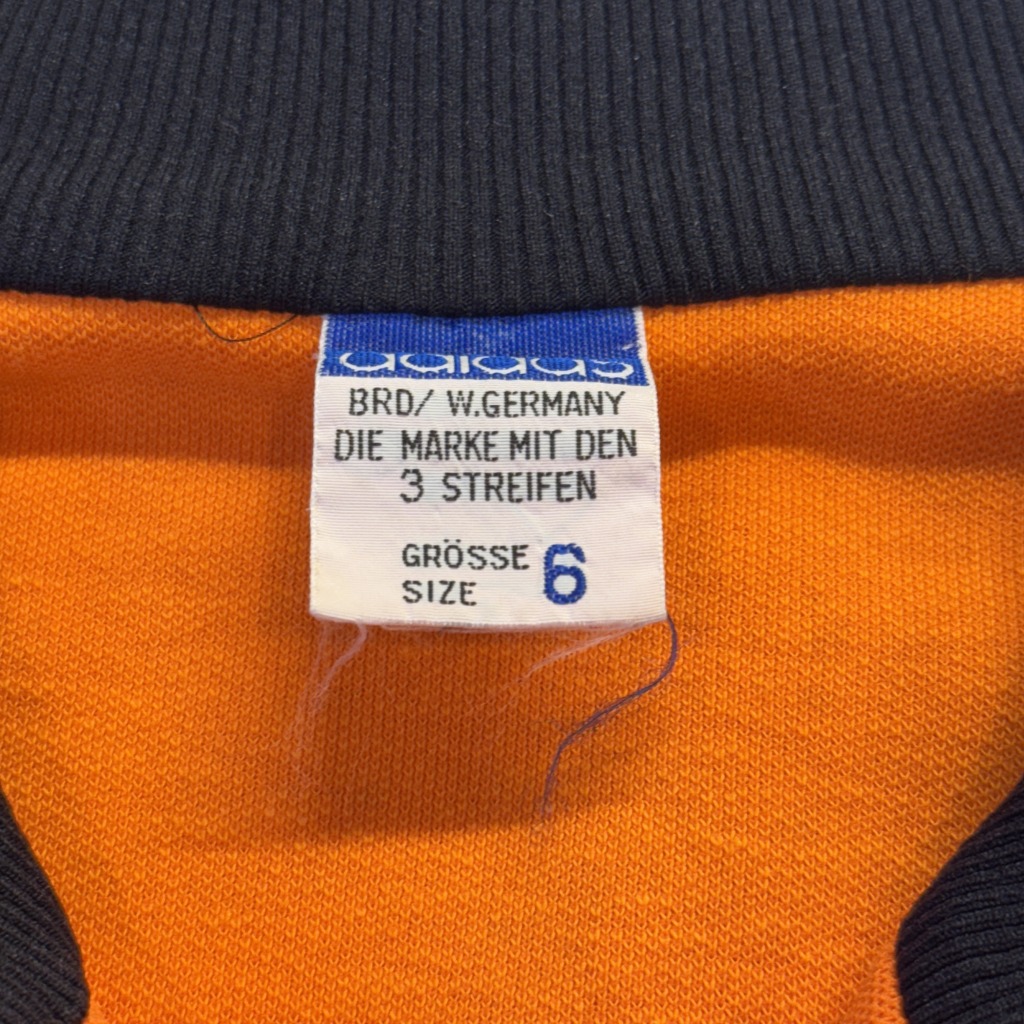 adidas
BRD/ W.GERMANY
DIE MARKE MIT DEN
3 STREIFEN
GRÖSSE 6
SIZE